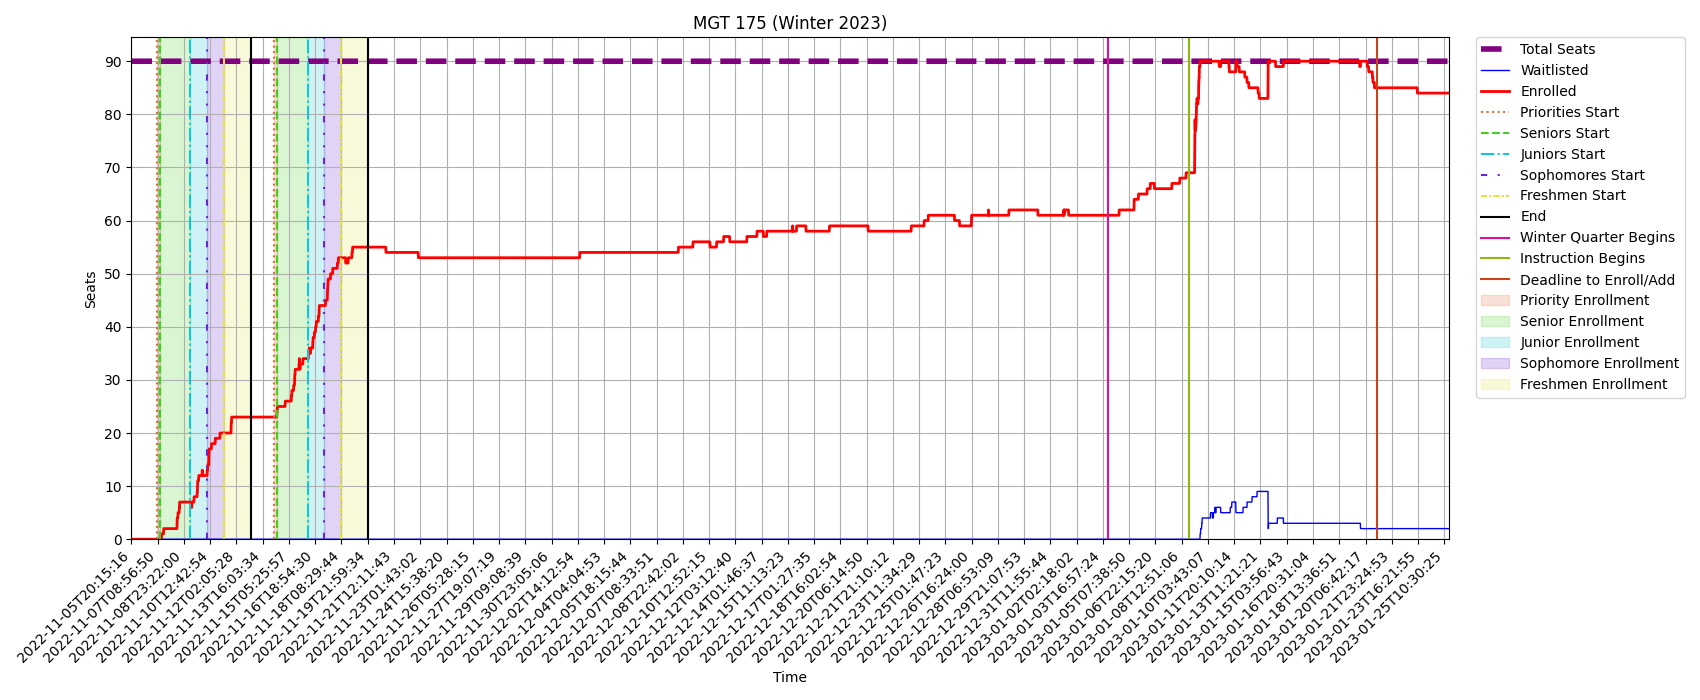 MGT 175 (Winter 2023)
Seats
90
80
70
60
50
40
30
20
10
0
2022-11-05T20:15:16
2022-11-07T08:56:50
2022-11-08T23:22:00
2022-11-10T12:42:54
2022-11-12T02:05:28
2022-11-13T16:03:34
2022-11-15T05:25:57
2022-11-16T18:54:30
2022-11-18T08:29:44
2022-11-19T21:59:34
2022-11-21T12:11:43
2022-11-23T01:43:02
2022-11-24T15:38:20
2022-11-26T05:28:15
2022-11-27T19:07:19
2022-11-29T09:08:39
2022-11-30T23:05:06
2022-12-02T14:12:54
2022-12-04T04:04:53
2022-12-05T18:15:44
2022-12-07T08:33:51
2022-12-08T22:42:02
2022-12-10T12:52:15
2022-12-12T03:12:40
2022-12-14T01:46:37
2022-12-15T11:13:23
2022-12-17T01:27:35
2022-12-18T16:02:54
2022-12-20T06:14:50
2022-12-21T21:10:12
2022-12-23T11:34:29
2022-12-25T01:47:23
2022-12-26T16:24:00
2022-12-28T06:53:09
2022-12-29T21:07:53
2022-12-31T11:55:44
2023-01-02T02:18:02
2023-01-03T16:57:24
2023-01-05T07:38:50
2023-01-06T22:15:20
2023-01-08T12:51:06
2023-01-10T03:43:07
2023-01-11T20:10:14
2023-01-13T11:21:21
2023-01-15T03:56:43
2023-01-16T20:31:04
2023-01-18T13:36:51
2023-01-20T06:42:17
2023-01-21T23:24:53
2023-01-23T16:21:55
2023-01-25T10:30:25
Time
Total Seats
Waitlisted
Enrolled
Priorities Start
Seniors Start
Juniors Start
Sophomores Start
Freshmen Start
End
Winter Quarter Begins
Instruction Begins
Deadline to Enroll/Add
Priority Enrollment
Senior Enrollment
Junior Enrollment
Sophomore Enrollment
Freshmen Enrollment